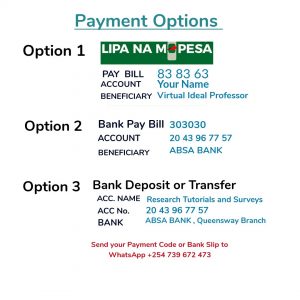 Payment Options
Option 1 LIPA NA M PESA
PAY BILL 83 83 63
ACCOUNT Your Name
BENEFICIARY Virtual Ideal Professor
Option 2 Bank Pay Bill 303030
ACCOUNT 20 43 96 77 57
BENEFICIARY ABSA BANK
Option 3 Bank Deposit or Transfer
ACC. NAME Research Tutorials and Surveys
ACC No. 20 43 96 77 57
BANK ABSA BANK , Queensway Branch
Send your Payment Code or Bank Slip to
WhatsApp +254 739 672 473